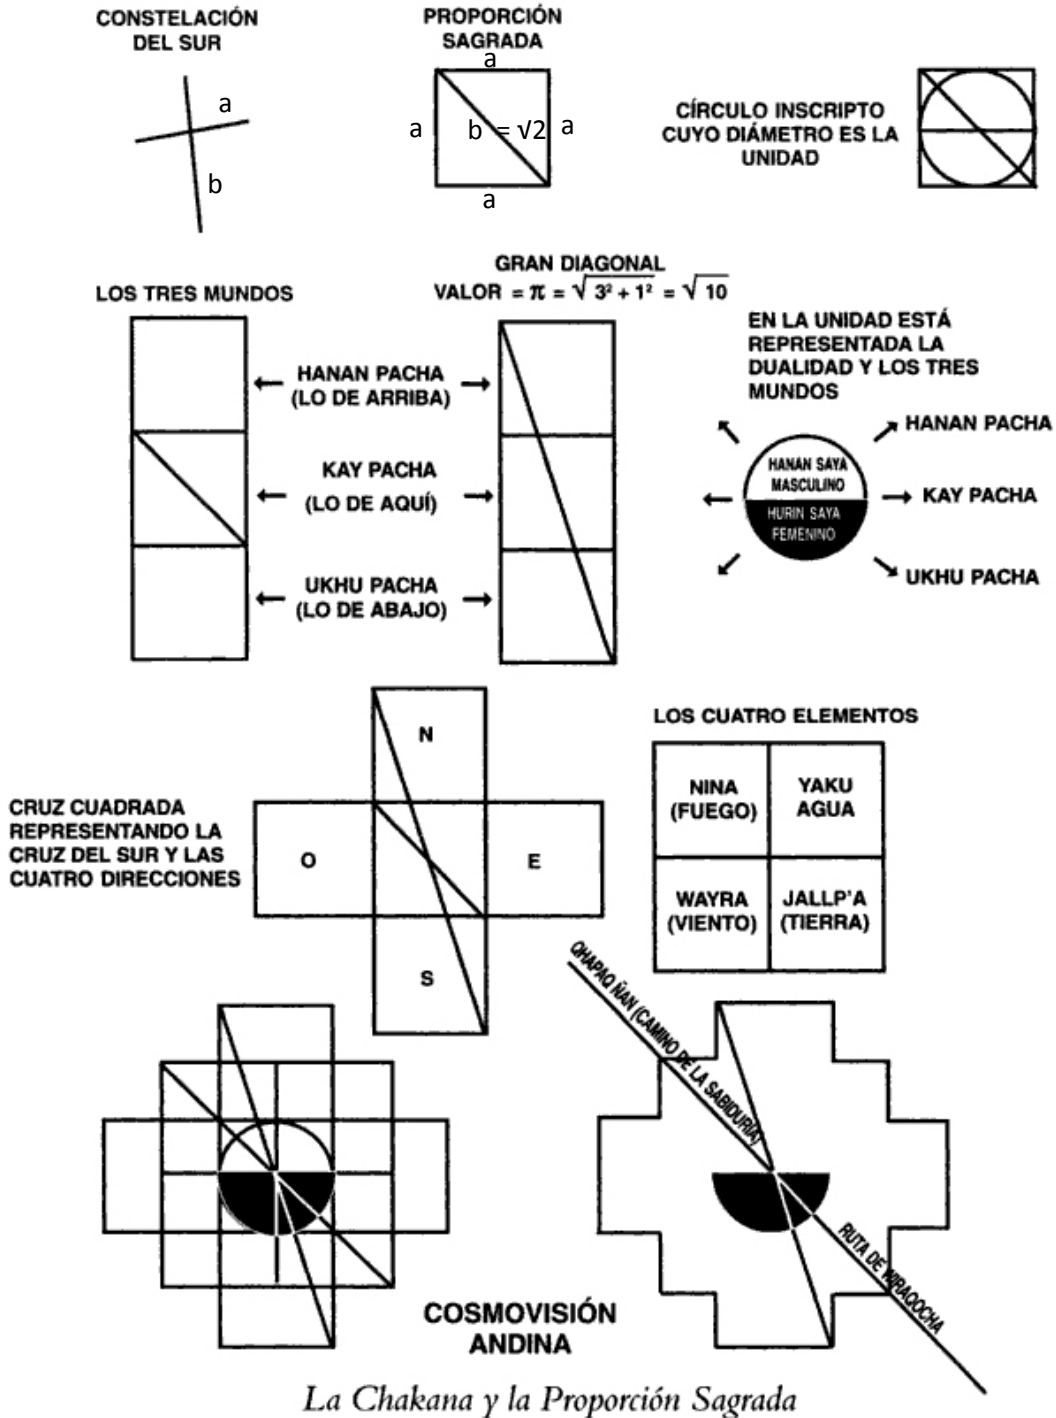 CONSTELACIÓN
DEL SUR
a
b
PROPORCIÓN
SAGRADA
a
a
b = √2
a
a
CÍRCULO INSCRIPTO
CUYO DIÁMETRO ES LA
UNIDAD
LOS TRES MUNDOS
GRAN DIAGONAL
VALOR = π = √3² + 1² = √10
HANAN PACHA
(LO DE ARRIBA)
KAY PACHA
(LO DE AQUÍ)
UKHU PACHA
(LO DE ABAJO)
EN LA UNIDAD ESTÁ
REPRESENTADA LA
DUALIDAD Y LOS TRES
MUNDOS
HANAN SAYA
MASCULINO
HURIN SAYA
FEMENINO
HANAN PACHA
KAY PACHA
UKHU PACHA
CRUZ CUADRADA
REPRESENTANDO LA
CRUZ DEL SUR Y LAS
CUATRO DIRECCIONES
N
O
E
S
LOS CUATRO ELEMENTOS
NINA
(FUEGO)
YAKU
AGUA
WAYRA
(VIENTO)
JALLP'A
(TIERRA)
QHAPAQ ÑAN (CAMINO DE LA SABIDURIA)
RUTA DE WIRAQOCHA
COSMOVISIÓN
ANDINA
La Chakana y la Proporción Sagrada